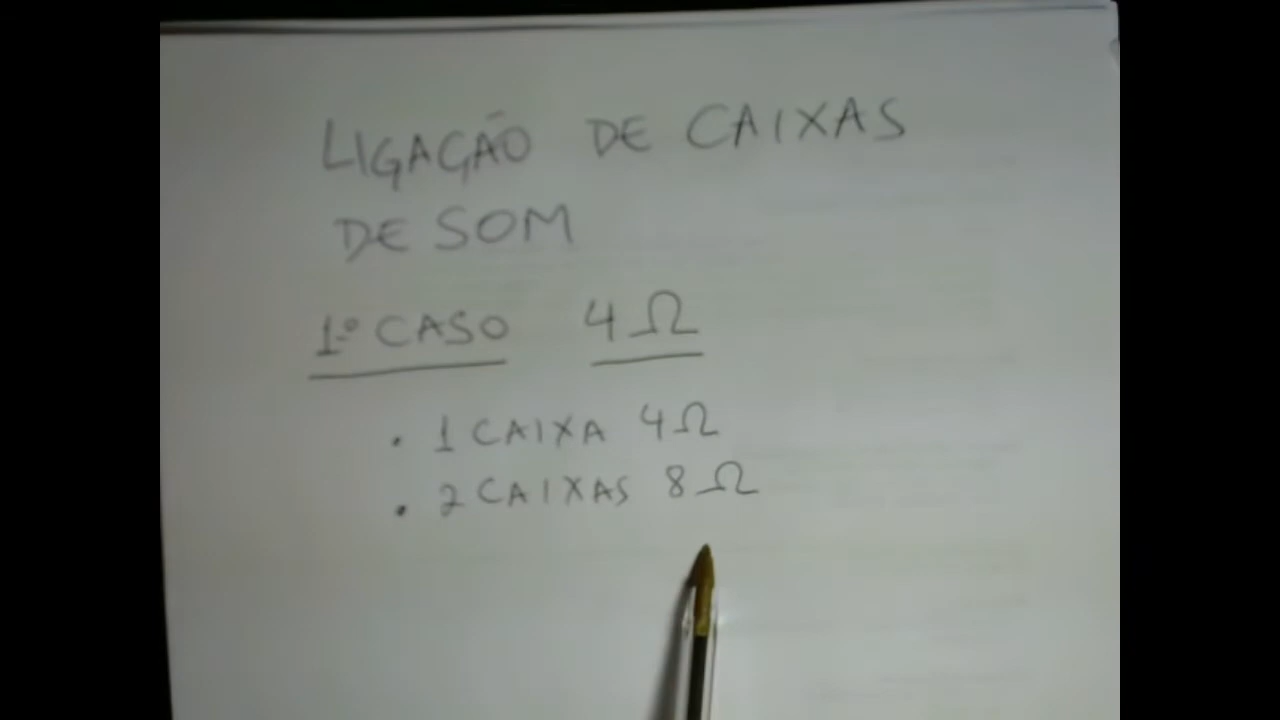 LIGAÇÃO DE CAIXAS
DE SOM
1º CASO 4Ω
• 1 CAIXA 4Ω
• 2 CAIXAS 8Ω